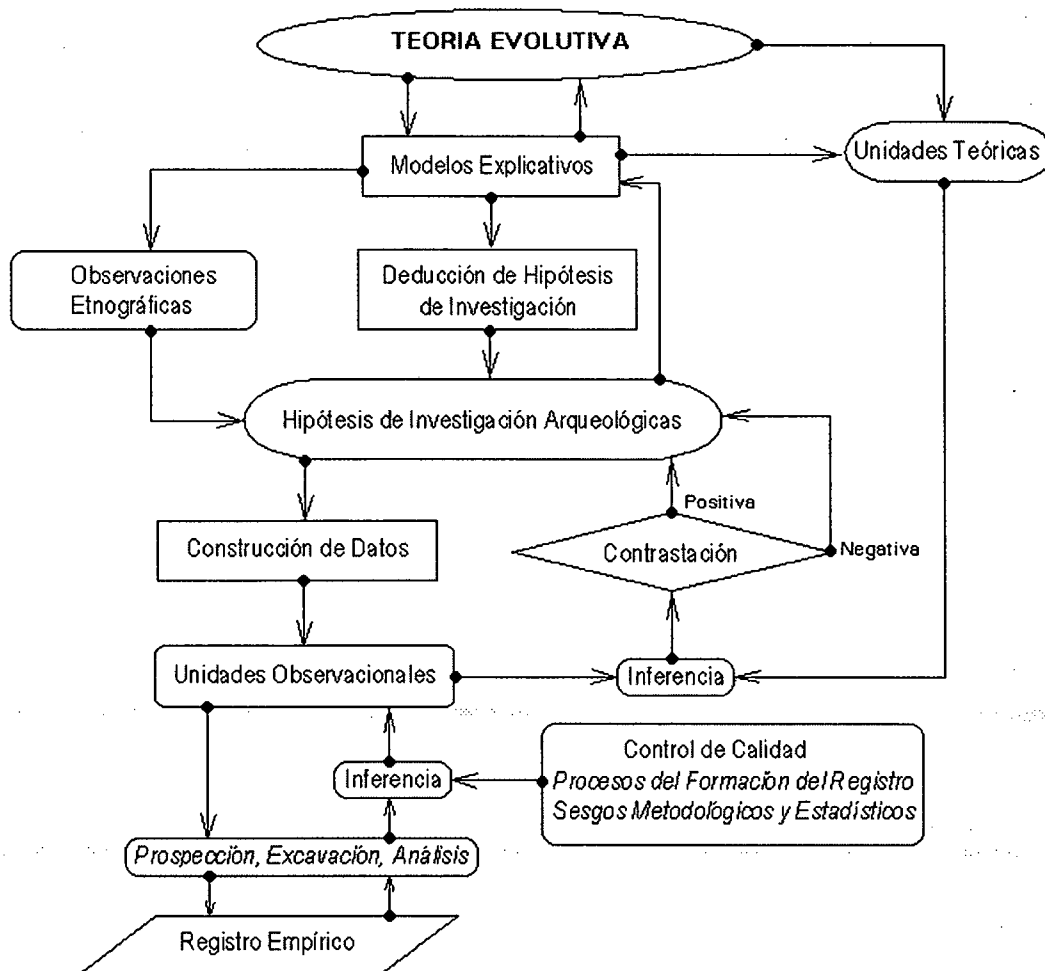 TEORIA EVOLUTIVA
Modelos Explicativos
Unidades Teóricas
Observaciones
Etnográficas
Deducción de Hipótesis
de Investigación
Hipótesis de Investigación Arqueológicas
Positiva
Construcción de Datos
Contrastación
Negativa
Unidades Observacionales
Inferencia
Control de Calidad
Procesos del Formación del Registro
Sesgos Metodológicos y Estadísticos
Inferencia
Prospección, Excavación, Análisis
Registro Empírico